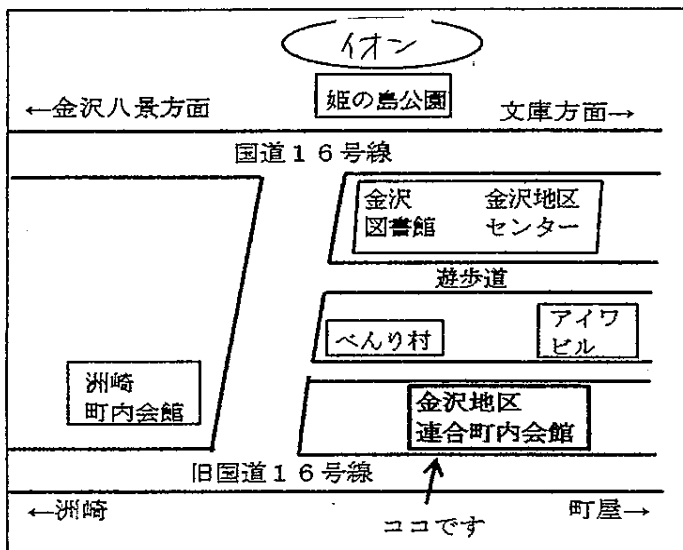 イオン
姫の島公園
←金沢八景方面
文庫方面→
国道１６号線
金沢
図書館
金沢地区
センター
遊歩道
べんり村
アイワ
ビル
洲崎
町内会館
金沢地区
連合町内会館
旧国道１６号線
←洲崎
ココです
町屋→